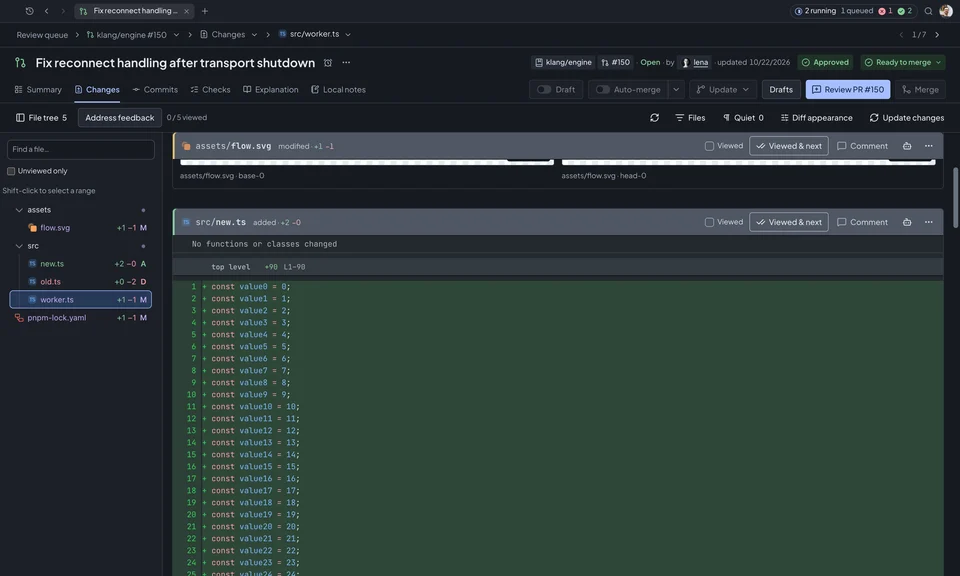 Fix reconnect handling ...
2 running 1 queued 1 2
Review queue klang/engine #150 Changes src/worker.ts 1/7
Fix reconnect handling after transport shutdown
klang/engine #150 Open · by lena · updated 10/22/2026 Approved Ready to merge
Summary Changes Commits Checks Explanation Local notes
Draft Auto-merge Update Drafts Review PR #150 Merge
File tree 5 Address feedback 0/5 viewed
Files Quiet 0 Diff appearance Update changes
Find a file...
Unviewed only
Shift-click to select a range
assets
flow.svg +1 −1 M
src
new.ts +2 −0 A
old.ts +0 −2 D
worker.ts +1 −1 M
pnpm-lock.yaml +1 −1 M
assets/flow.svg modified · +1 −1 Viewed Viewed & next Comment
assets/flow.svg · base-0 assets/flow.svg · head-0
src/new.ts added · +2 −0 Viewed Viewed & next Comment
No functions or classes changed
top level +90 L1–90
1 + const value0 = 0;
2 + const value1 = 1;
3 + const value2 = 2;
4 + const value3 = 3;
5 + const value4 = 4;
6 + const value5 = 5;
7 + const value6 = 6;
8 + const value7 = 7;
9 + const value8 = 8;
10 + const value9 = 9;
11 + const value10 = 10;
12 + const value11 = 11;
13 + const value12 = 12;
14 + const value13 = 13;
15 + const value14 = 14;
16 + const value15 = 15;
17 + const value16 = 16;
18 + const value17 = 17;
19 + const value18 = 18;
20 + const value19 = 19;
21 + const value20 = 20;
22 + const value21 = 21;
23 + const value22 = 22;
24 + const value23 = 23;
25 + const value24 = 24;